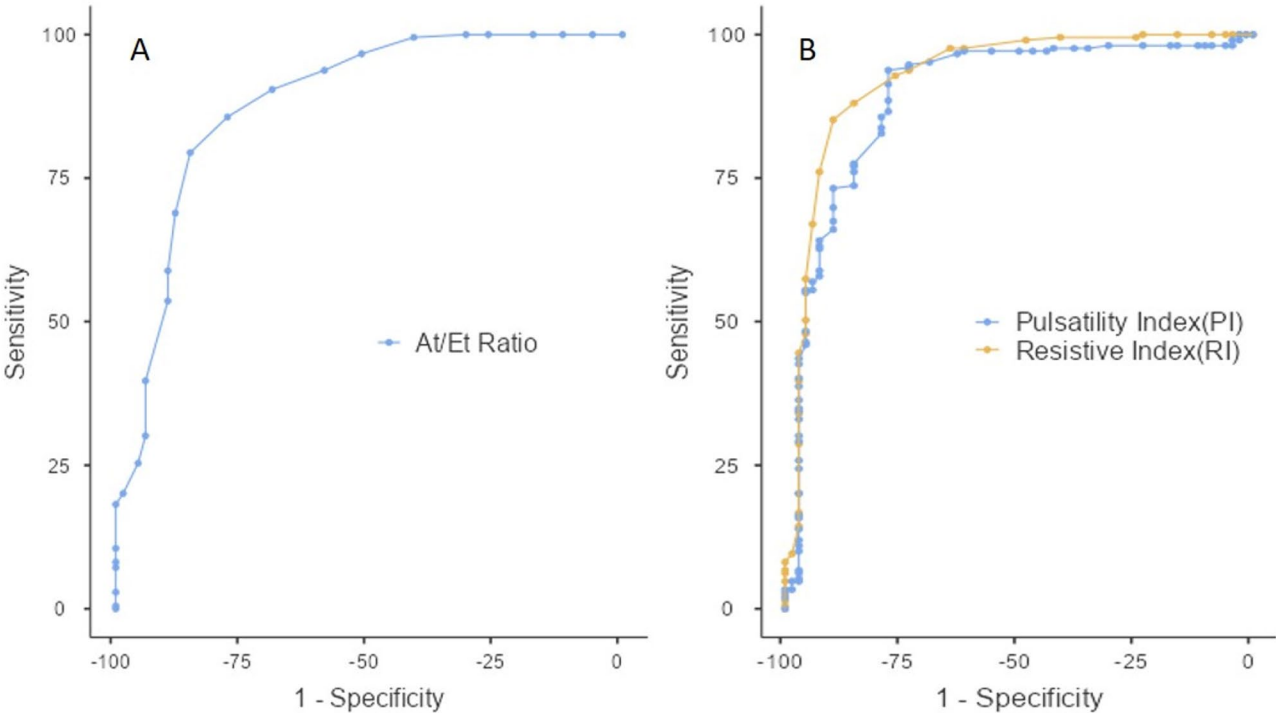 A
100
75
50
25
0
Sensitivity
At/Et Ratio
-100 -75 -50 -25 0
1 - Specificity
B
100
75
50
25
0
Sensitivity
Pulsatility Index(PI)
Resistive Index(RI)
-100 -75 -50 -25 0
1 - Specificity